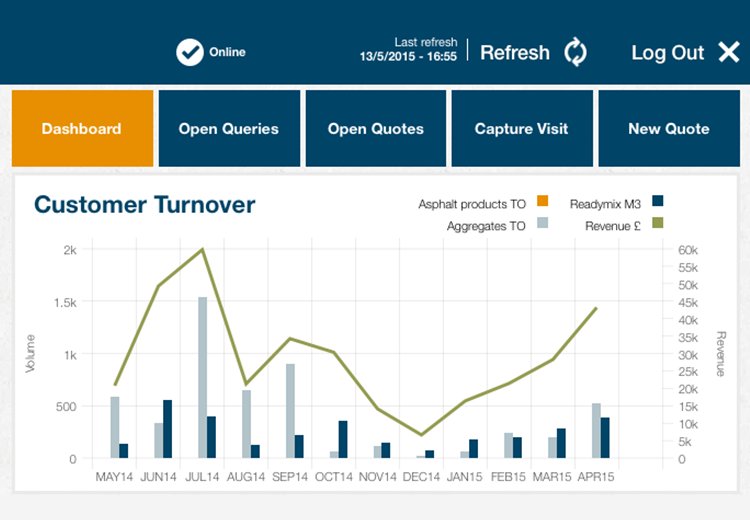 Online
Last refresh
13/5/2015 - 16:55
Refresh
Log Out
Dashboard
Open Queries
Open Quotes
Capture Visit
New Quote
Customer Turnover
Asphalt products TO
Readymix M3
Aggregates TO
Revenue £
Volume
2k
1.5k
1k
500
0
60k
55k
50k
45k
40k
35k
30k
25k
20k
15k
10k
5k
0
Revenue
MAY14 JUN14 JUL14 AUG14 SEP14 OCT14 NOV14 DEC14 JAN15 FEB15 MAR15 APR15